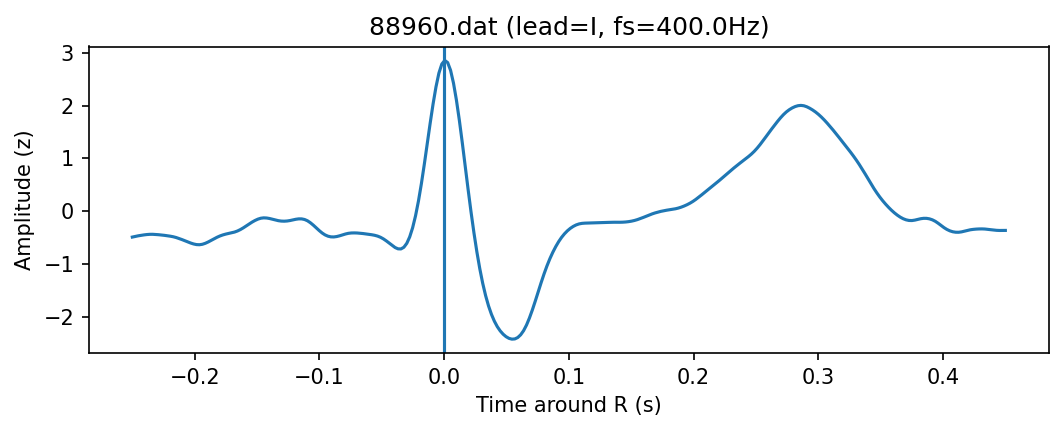 88960.dat (lead=I, fs=400.0Hz)
3
2
1
0
−1
−2
Amplitude (z)
−0.2 −0.1 0.0 0.1 0.2 0.3 0.4
Time around R (s)